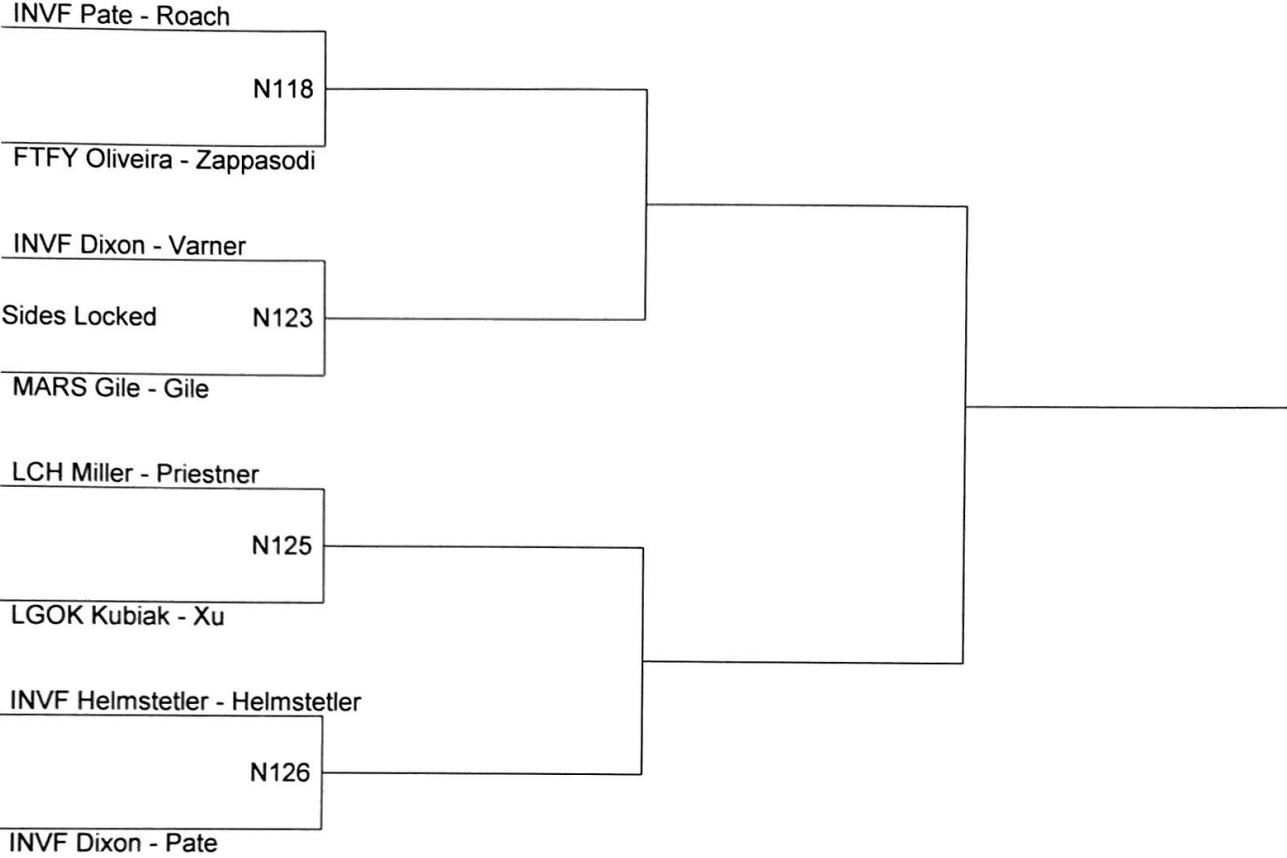 INVF Pate - Roach
N118
FTFY Oliveira - Zappasodi
INVF Dixon - Varner
Sides Locked N123
MARS Gile - Gile
LCH Miller - Priestner
N125
LGOK Kubiak - Xu
INVF Helmstetler - Helmstetler
N126
INVF Dixon - Pate